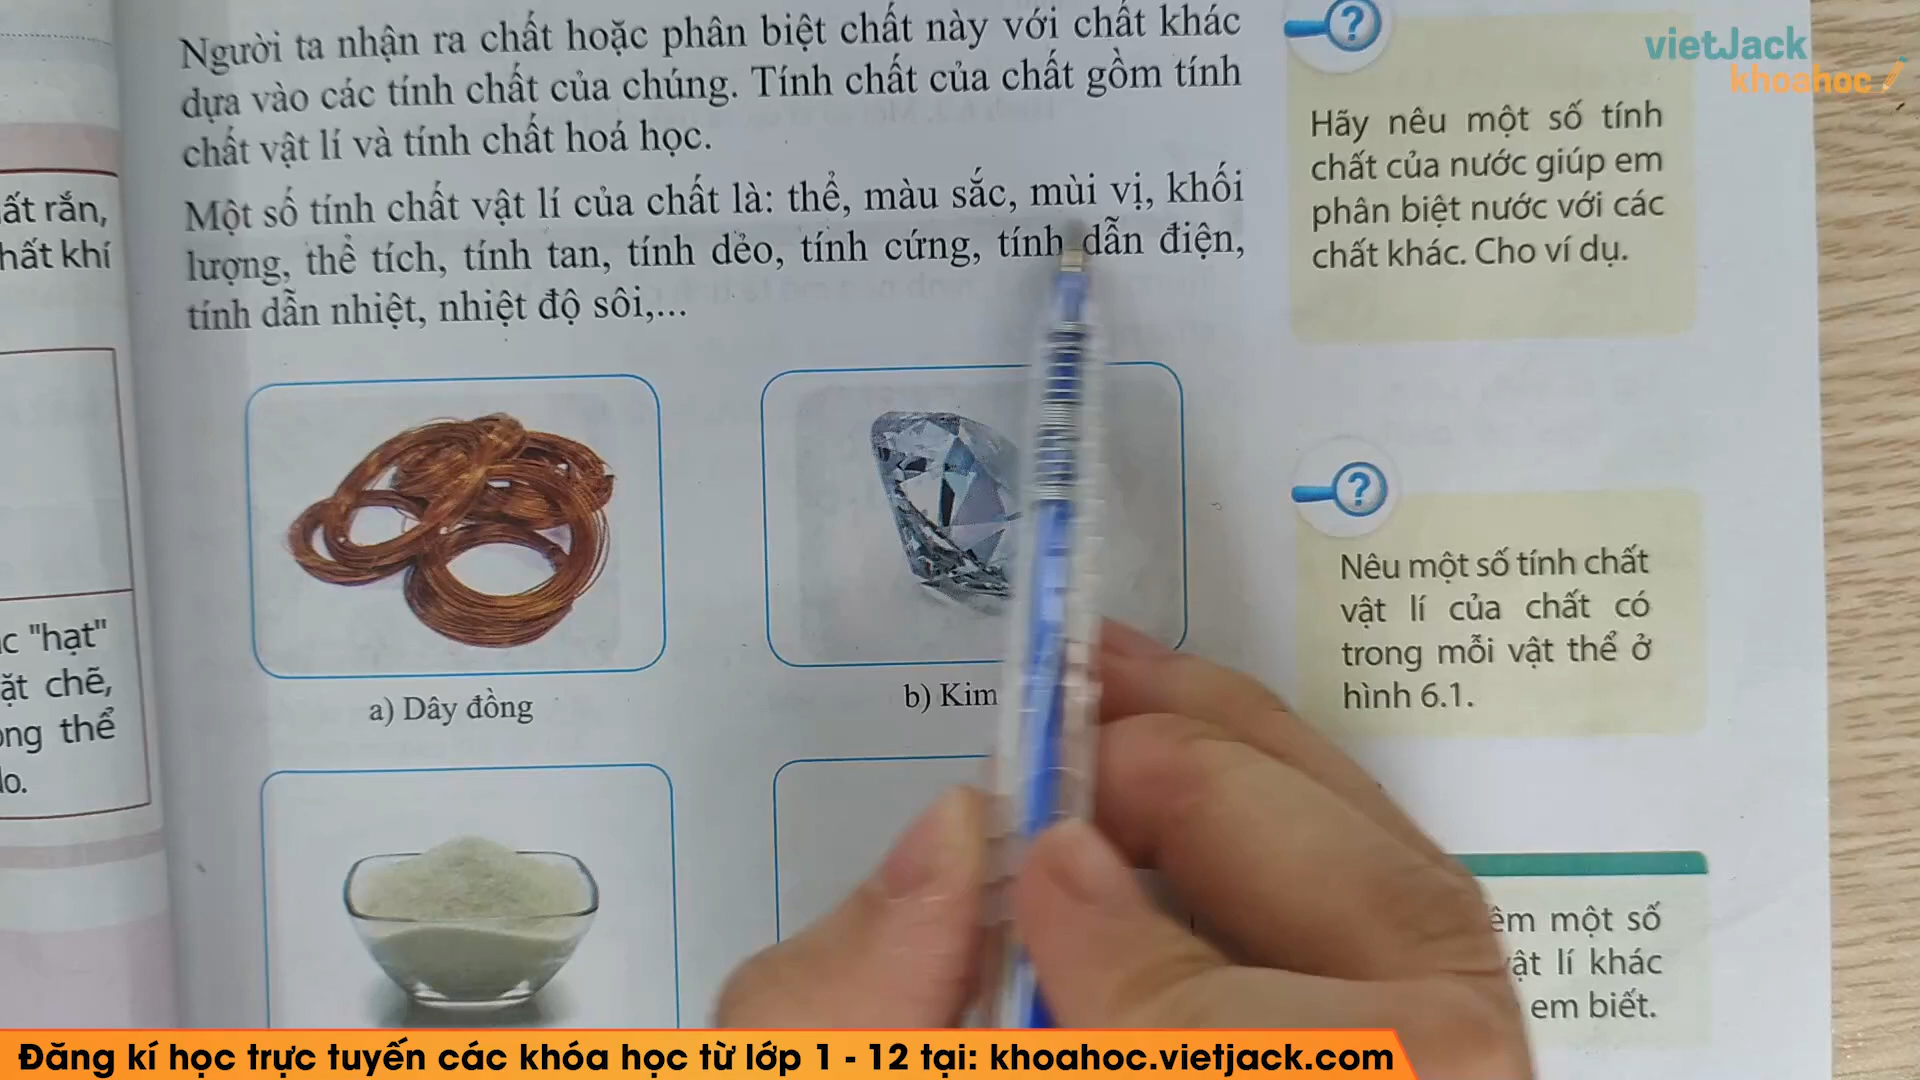 Người ta nhận ra chất hoặc phân biệt chất này với chất khác
dựa vào các tính chất của chúng. Tính chất của chất gồm tính
chất vật lí và tính chất hoá học.
Một số tính chất vật lí của chất là: thể, màu sắc, mùi vị, khối
lượng, thể tích, tính tan, tính dẻo, tính cứng, tính dẫn điện,
tính dẫn nhiệt, nhiệt độ sôi,...
a) Dây đồng
b) Kim
ất rắn,
hất khí
"hạt"
ặt chẽ,
ng thể
lo.
?
Hãy nêu một số tính
chất của nước giúp em
phân biệt nước với các
chất khác. Cho ví dụ.
?
Nêu một số tính chất
vật lí của chất có
trong mỗi vật thể ở
hình 6.1.
êm một số
ật lí khác
em biết.
vietJack
khoahoc
Đăng kí học trực tuyến các khóa học từ lớp 1 - 12 tại: khoahoc.vietjack.com